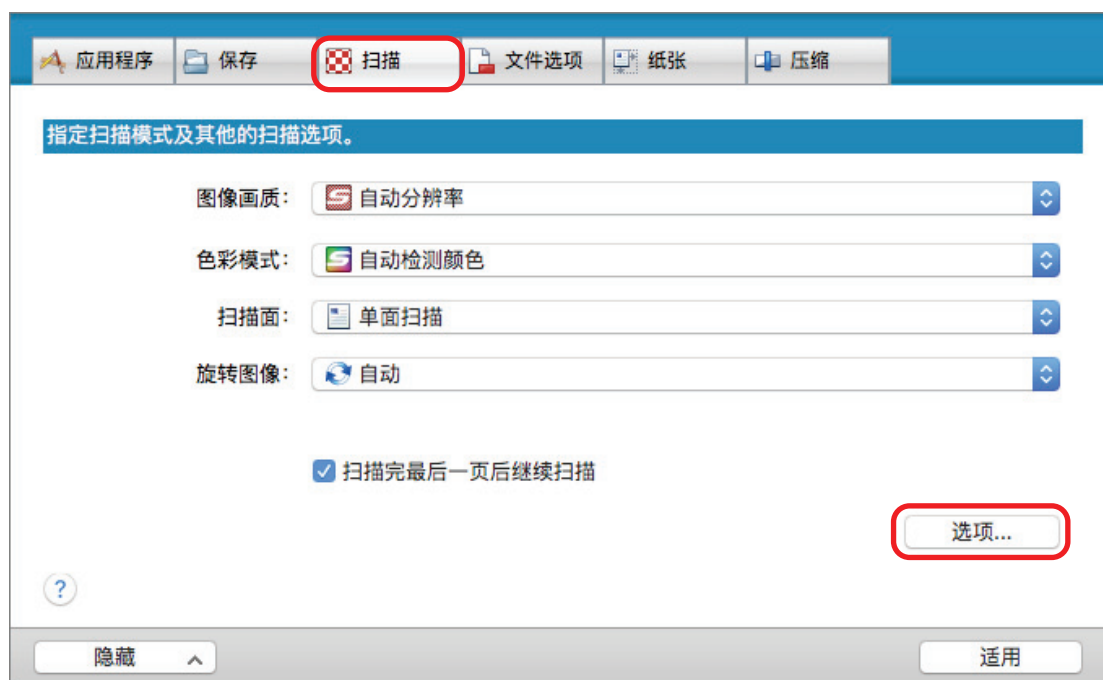 应用程序 保存 扫描 文件选项 纸张 压缩
指定扫描模式及其他的扫描选项。
图像画质： 自动分辨率
色彩模式： 自动检测颜色
扫描面： 单面扫描
旋转图像： 自动
扫描完最后一页后继续扫描
选项...
?
隐藏 适用